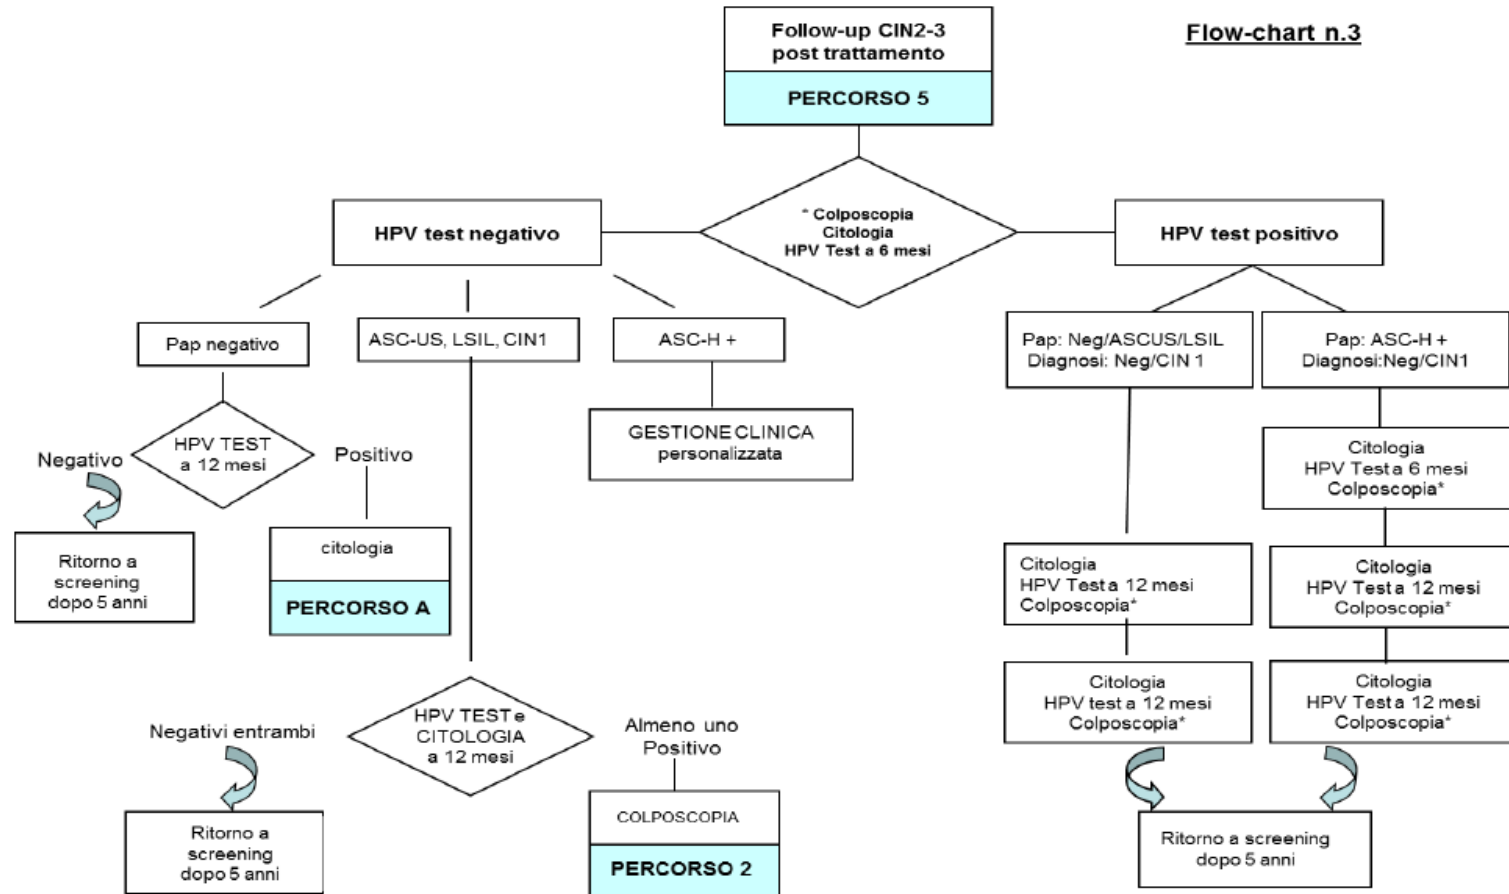 Follow-up CIN2-3
post trattamento
PERCORSO 5
Flow-chart n.3
* Colposcopia
Citologia
HPV Test a 6 mesi
HPV test negativo
HPV test positivo
Pap negativo
ASC-US, LSIL, CIN1
ASC-H +
Pap: Neg/ASCUS/LSIL
Diagnosi: Neg/CIN 1
Pap: ASC-H +
Diagnosi:Neg/CIN1
HPV TEST
a 12 mesi
Negativo
Positivo
GESTIONE CLINICA
personalizzata
Citologia
HPV Test a 6 mesi
Colposcopia*
Ritorno a
screening
dopo 5 anni
citologia
PERCORSO A
Citologia
HPV Test a 12 mesi
Colposcopia*
Citologia
HPV Test a 12 mesi
Colposcopia*
Citologia
HPV test a 12 mesi
Colposcopia*
Citologia
HPV Test a 12 mesi
Colposcopia*
HPV TEST e
CITOLOGIA
a 12 mesi
Negativi entrambi
Almeno uno
Positivo
Ritorno a
screening
dopo 5 anni
COLPOSCOPIA
PERCORSO 2
Ritorno a screening
dopo 5 anni